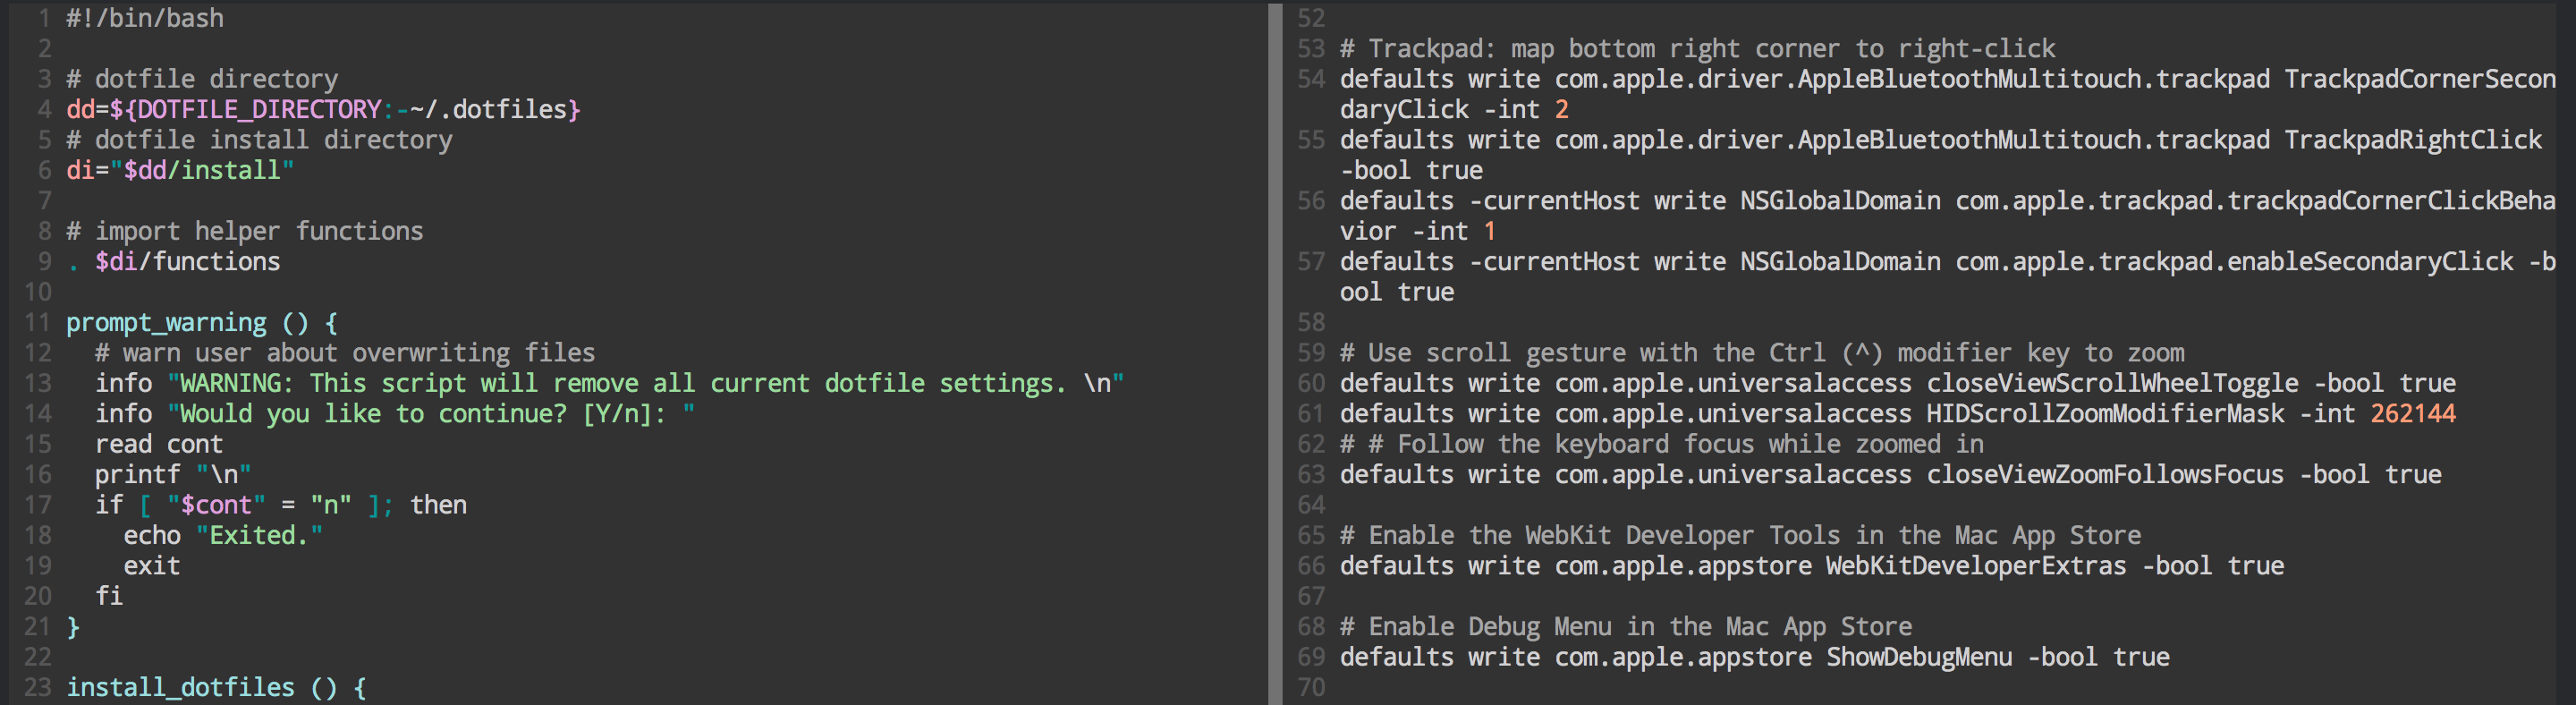 1 #!/bin/bash
2
3 # dotfile directory
4 dd=${DOTFILE_DIRECTORY:-~/.dotfiles}
5 # dotfile install directory
6 di="$dd/install"
7
8 # import helper functions
9 . $di/functions
10
11 prompt_warning () {
12   # warn user about overwriting files
13   info "WARNING: This script will remove all current dotfile settings. \n"
14   info "Would you like to continue? [Y/n]: "
15   read cont
16   printf "\n"
17   if [ "$cont" = "n" ]; then
18     echo "Exited."
19     exit
20   fi
21 }
22
23 install_dotfiles () {
52
53 # Trackpad: map bottom right corner to right-click
54 defaults write com.apple.driver.AppleBluetoothMultitouch.trackpad TrackpadCornerSecon
daryClick -int 2
55 defaults write com.apple.driver.AppleBluetoothMultitouch.trackpad TrackpadRightClick
-bool true
56 defaults -currentHost write NSGlobalDomain com.apple.trackpad.trackpadCornerClickBeha
vior -int 1
57 defaults -currentHost write NSGlobalDomain com.apple.trackpad.enableSecondaryClick -b
ool true
58
59 # Use scroll gesture with the Ctrl (^) modifier key to zoom
60 defaults write com.apple.universalaccess closeViewScrollWheelToggle -bool true
61 defaults write com.apple.universalaccess HIDScrollZoomModifierMask -int 262144
62 # # Follow the keyboard focus while zoomed in
63 defaults write com.apple.universalaccess closeViewZoomFollowsFocus -bool true
64
65 # Enable the WebKit Developer Tools in the Mac App Store
66 defaults write com.apple.appstore WebKitDeveloperExtras -bool true
67
68 # Enable Debug Menu in the Mac App Store
69 defaults write com.apple.appstore ShowDebugMenu -bool true
70